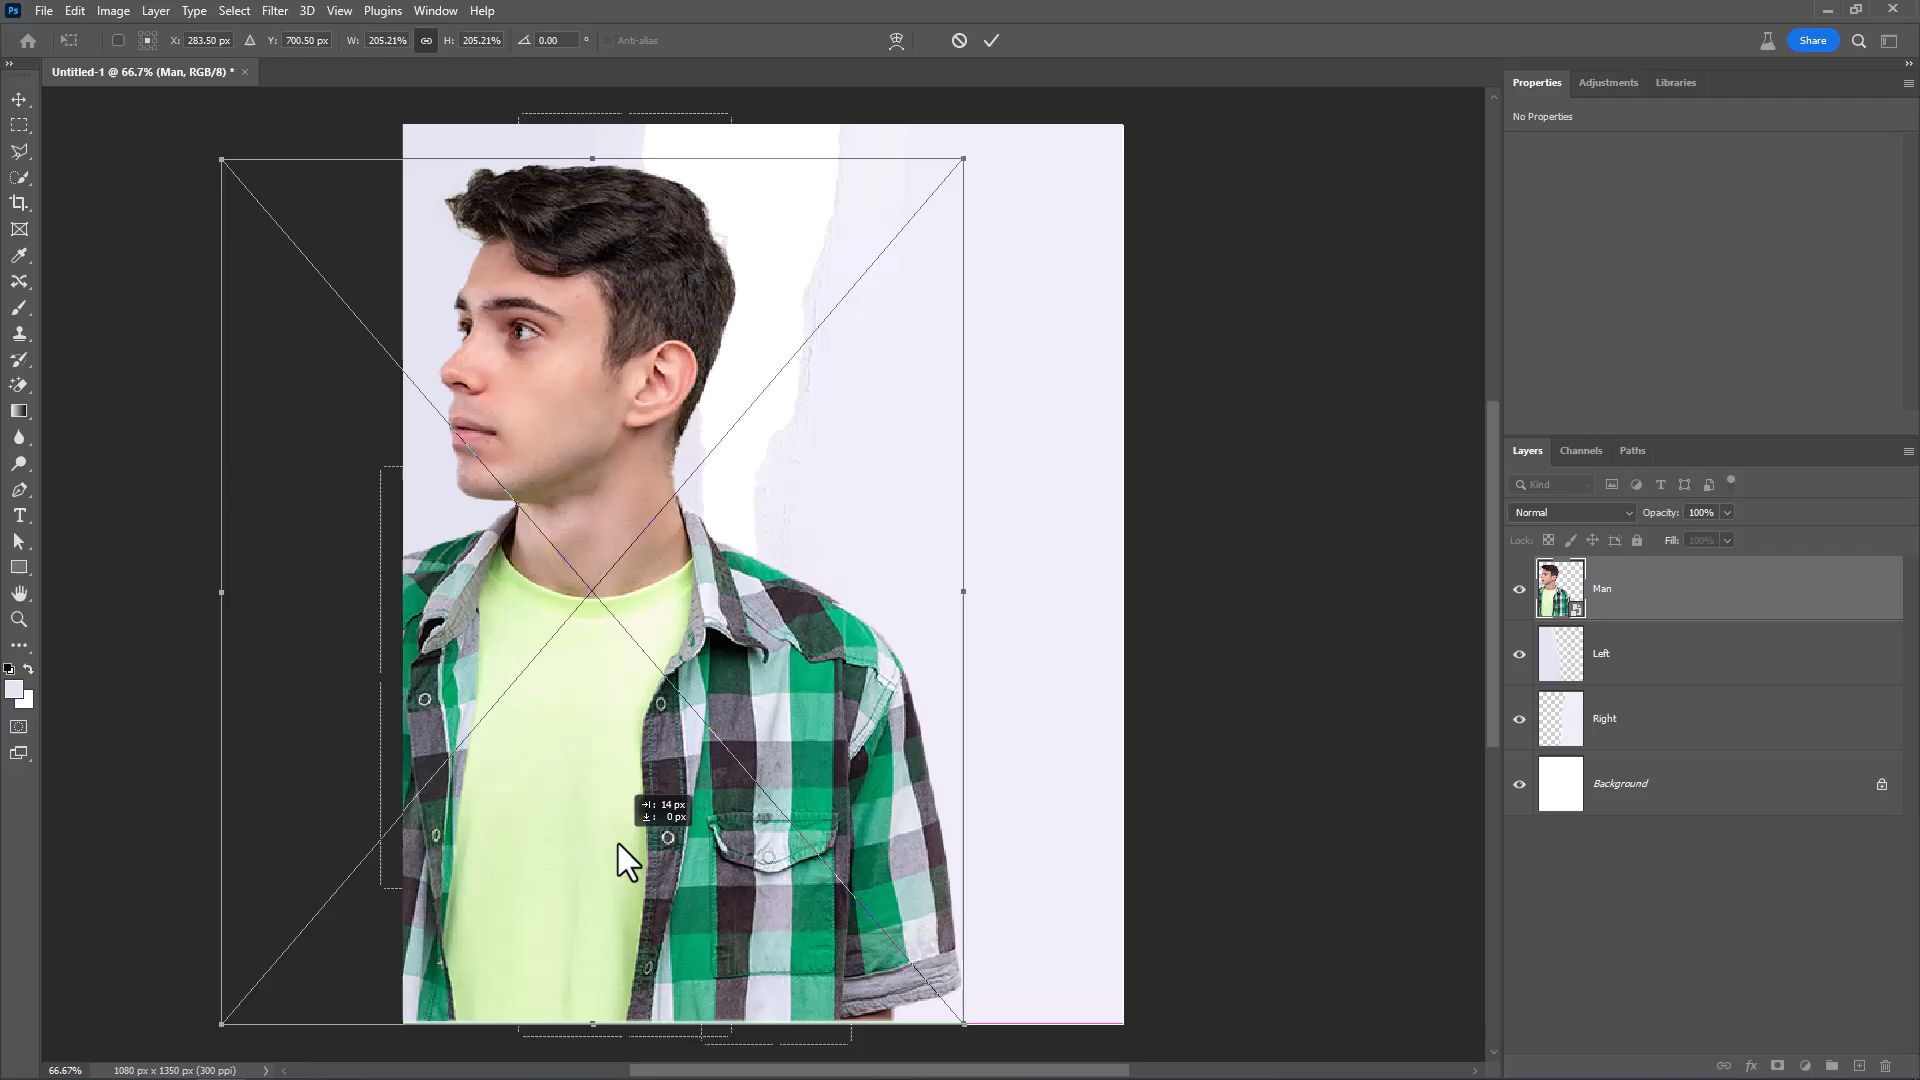 Ps File Edit Image Layer Type Select Filter 3D View Plugins Window Help
X: 283.50 px Y: 700.50 px W: 205.21% H: 205.21% 0.00 ° Anti-alias Share
Untitled-1 @ 66.7% (Man, RGB/8) * ×
Properties Adjustments Libraries
No Properties
Layers Channels Paths
Kind
Normal Opacity: 100%
Lock: Fill: 100%
Man
Left
Right
Background
14 px
0 px
66.67% 1080 px x 1350 px (300 ppi)